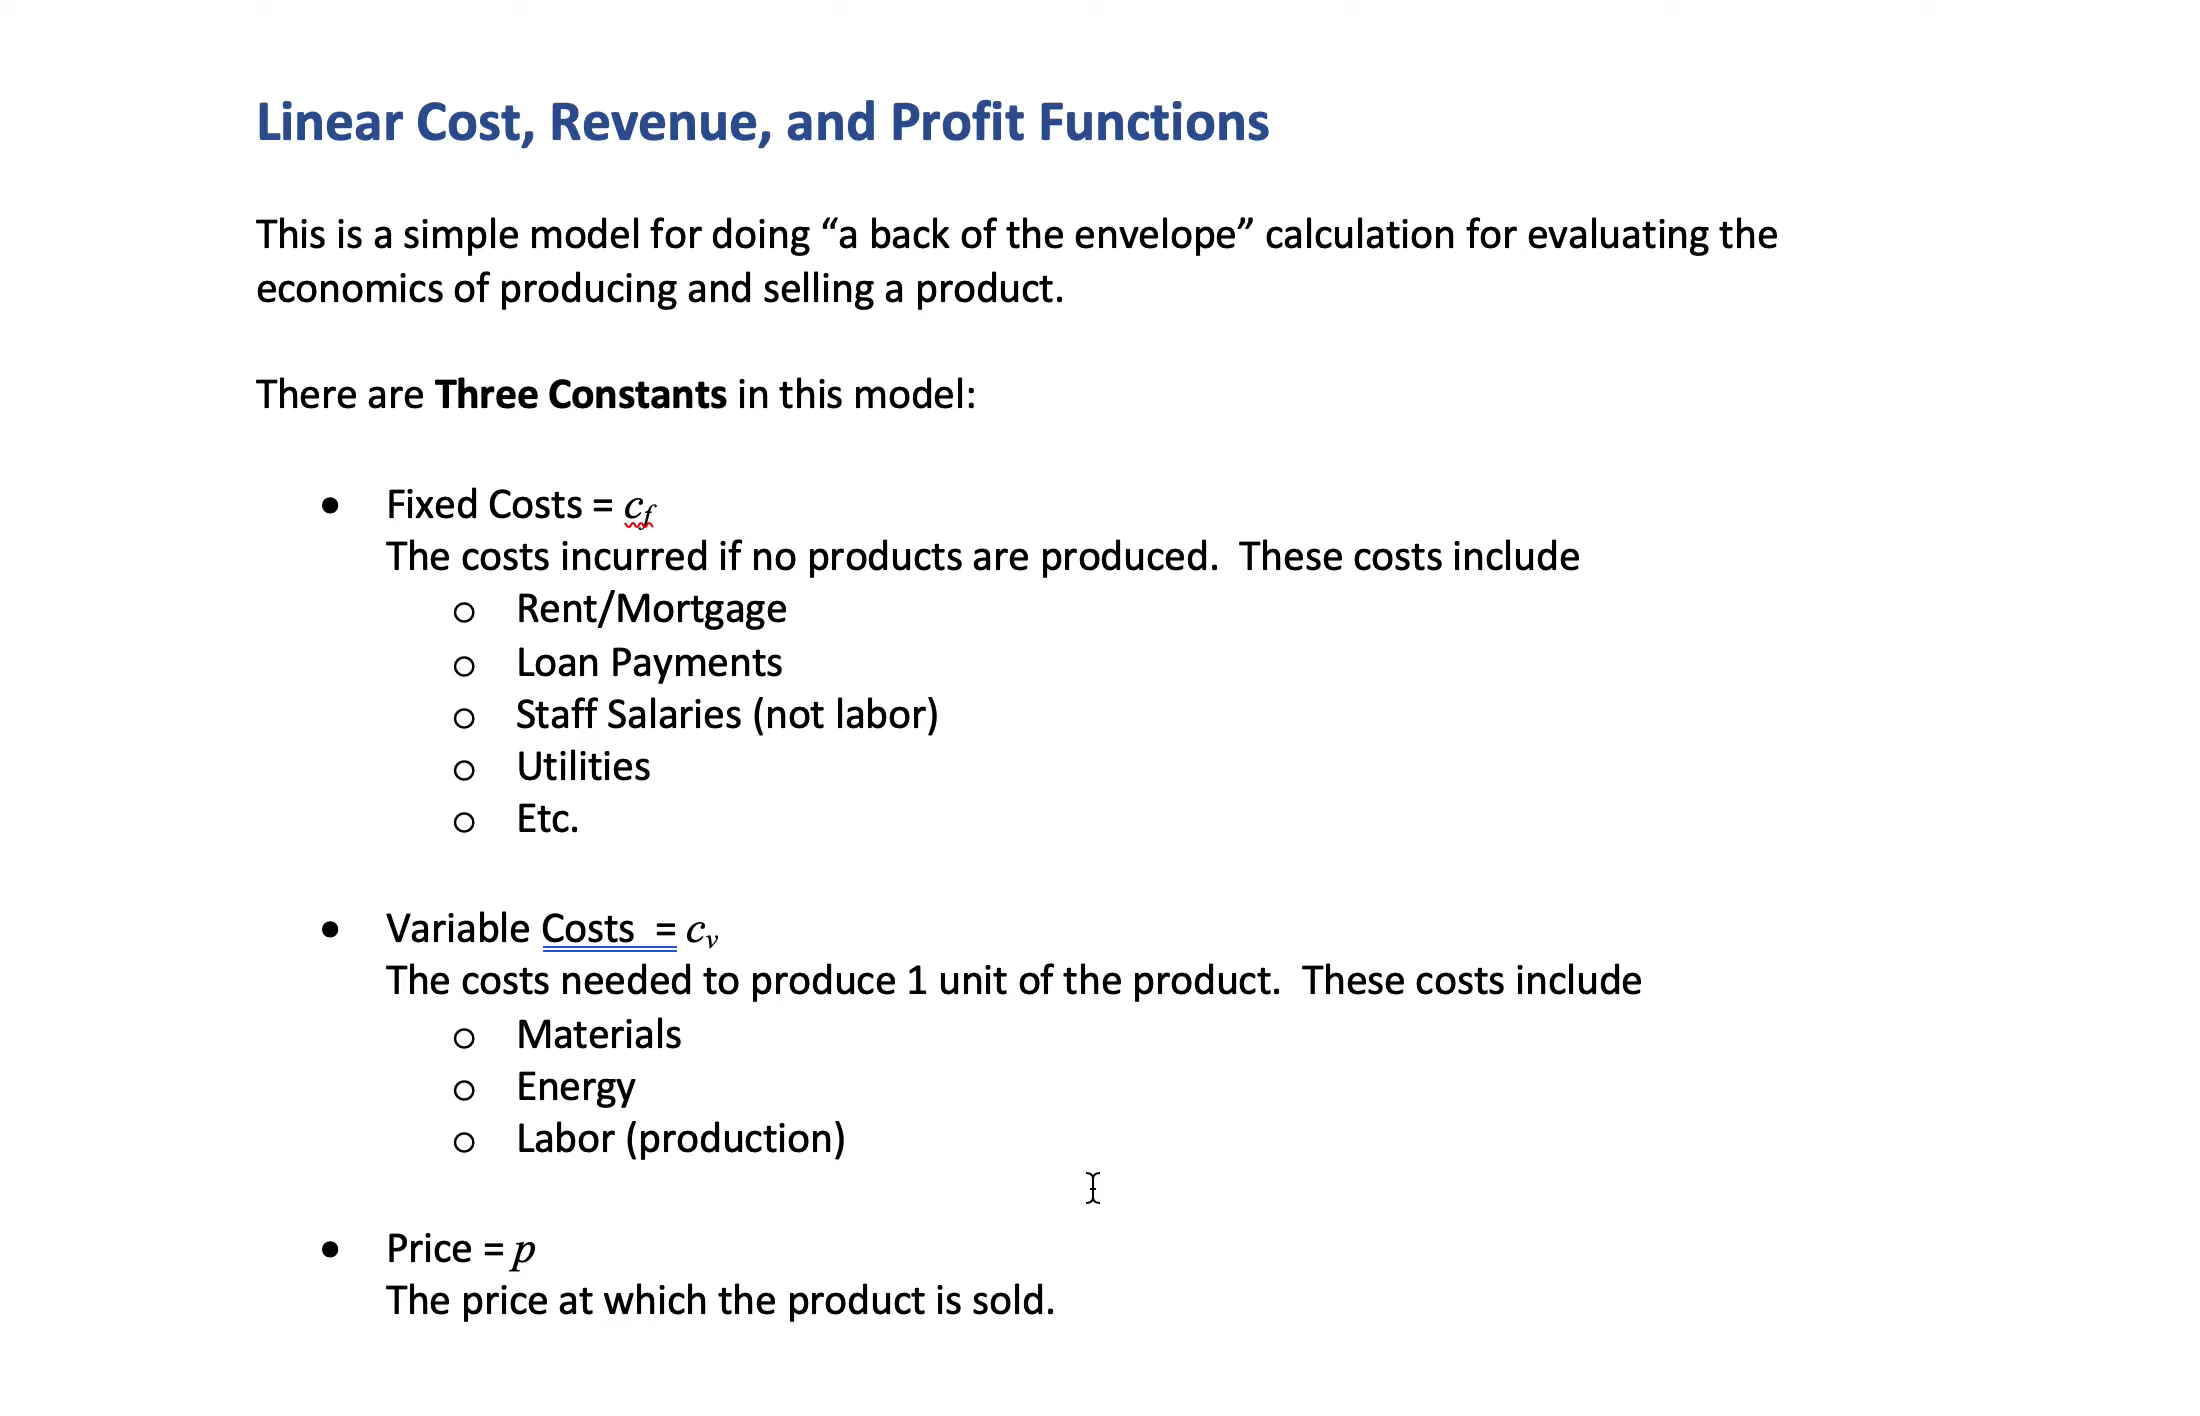 Linear Cost, Revenue, and Profit Functions
This is a simple model for doing “a back of the envelope” calculation for evaluating the
economics of producing and selling a product.
There are Three Constants in this model:
• Fixed Costs = c_f
The costs incurred if no products are produced.  These costs include
o Rent/Mortgage
o Loan Payments
o Staff Salaries (not labor)
o Utilities
o Etc.
• Variable Costs  = c_v
The costs needed to produce 1 unit of the product.  These costs include
o Materials
o Energy
o Labor (production)
• Price = p
The price at which the product is sold.